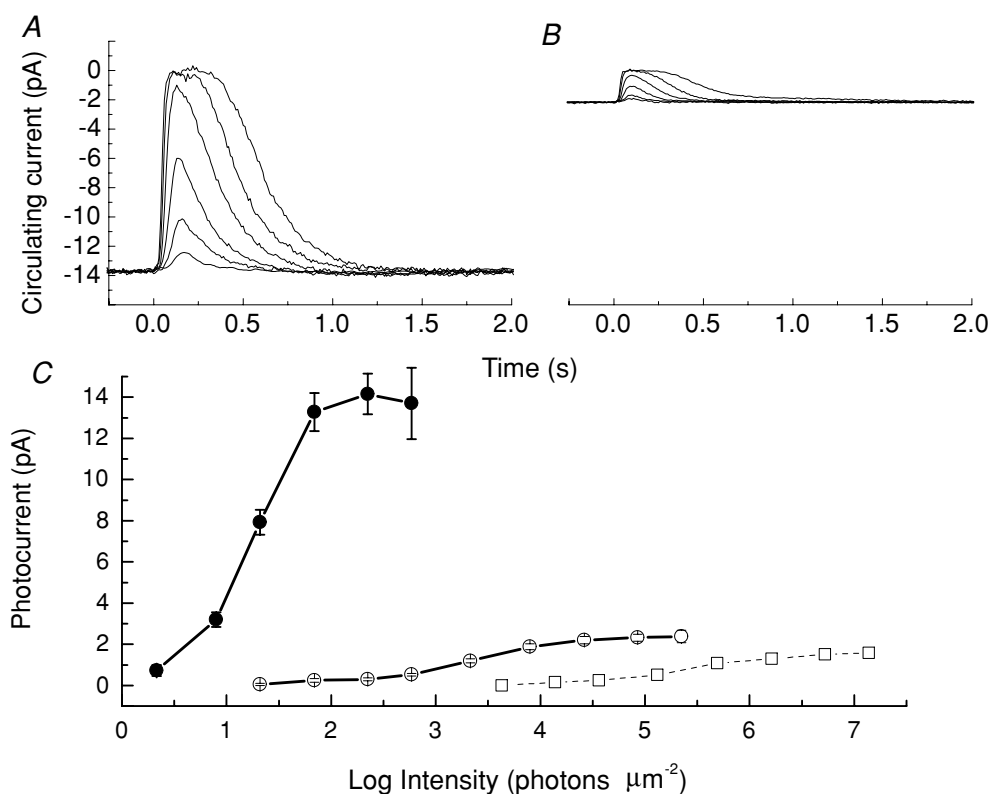 A
B
Circulating current (pA)
0
-2
-4
-6
-8
-10
-12
-14
0.0 0.5 1.0 1.5 2.0
0.0 0.5 1.0 1.5 2.0
Time (s)
C
Photocurrent (pA)
14
12
10
8
6
4
2
0
0 1 2 3 4 5 6 7
Log Intensity (photons μm⁻²)